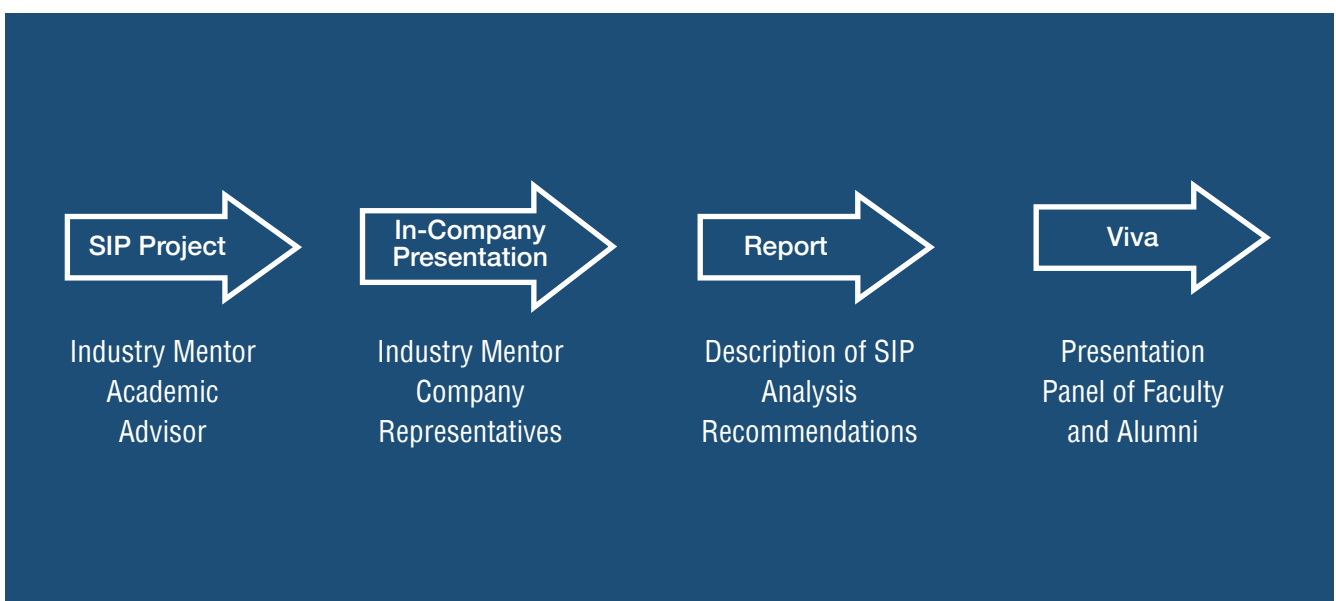 SIP Project
Industry Mentor
Academic
Advisor
In-Company
Presentation
Industry Mentor
Company
Representatives
Report
Description of SIP
Analysis
Recommendations
Viva
Presentation
Panel of Faculty
and Alumni